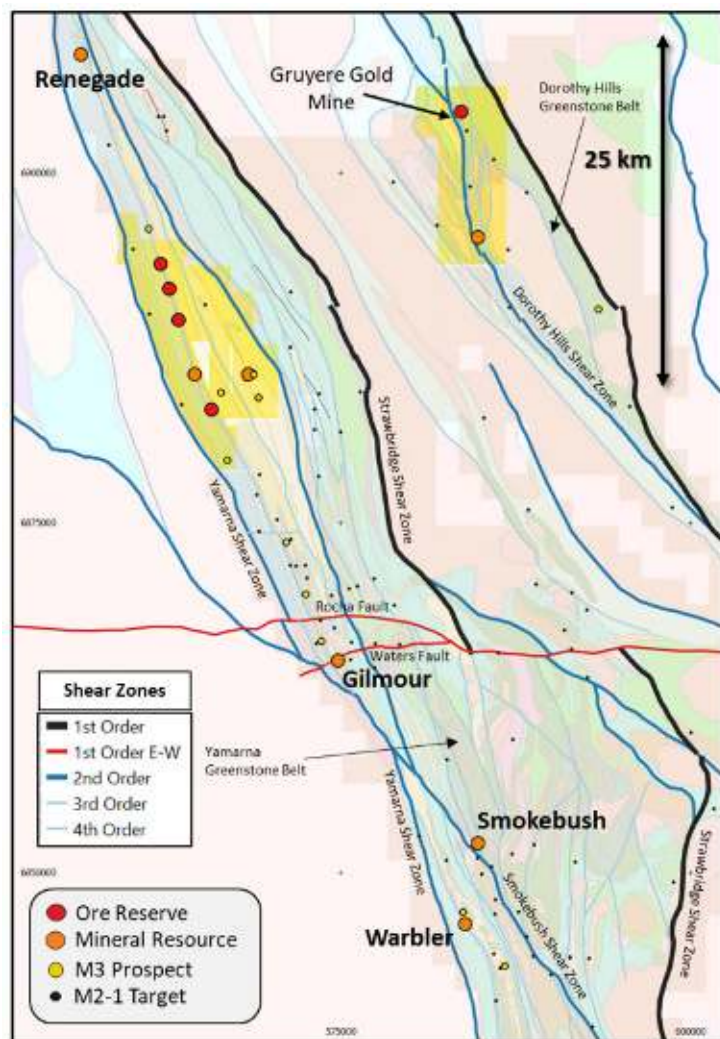 Renegade
Gruyere Gold
Mine
Dorothy Hills
Greenstone Belt
25 km
6900000
Dorothy Hills Shear Zone
Strawbridge Shear Zone
6875000
Yamarna Shear Zone
Rocha Fault
Waters Fault
Gilmour
Shear Zones
1st Order
1st Order E-W
2nd Order
3rd Order
4th Order
Yamarna
Greenstone Belt
Yamarna Shear Zone
Smokebush
6850000
Smokebush Shear Zone
Strawbridge Shear Zone
Warbler
Ore Reserve
Mineral Resource
M3 Prospect
M2-1 Target
575000
600000